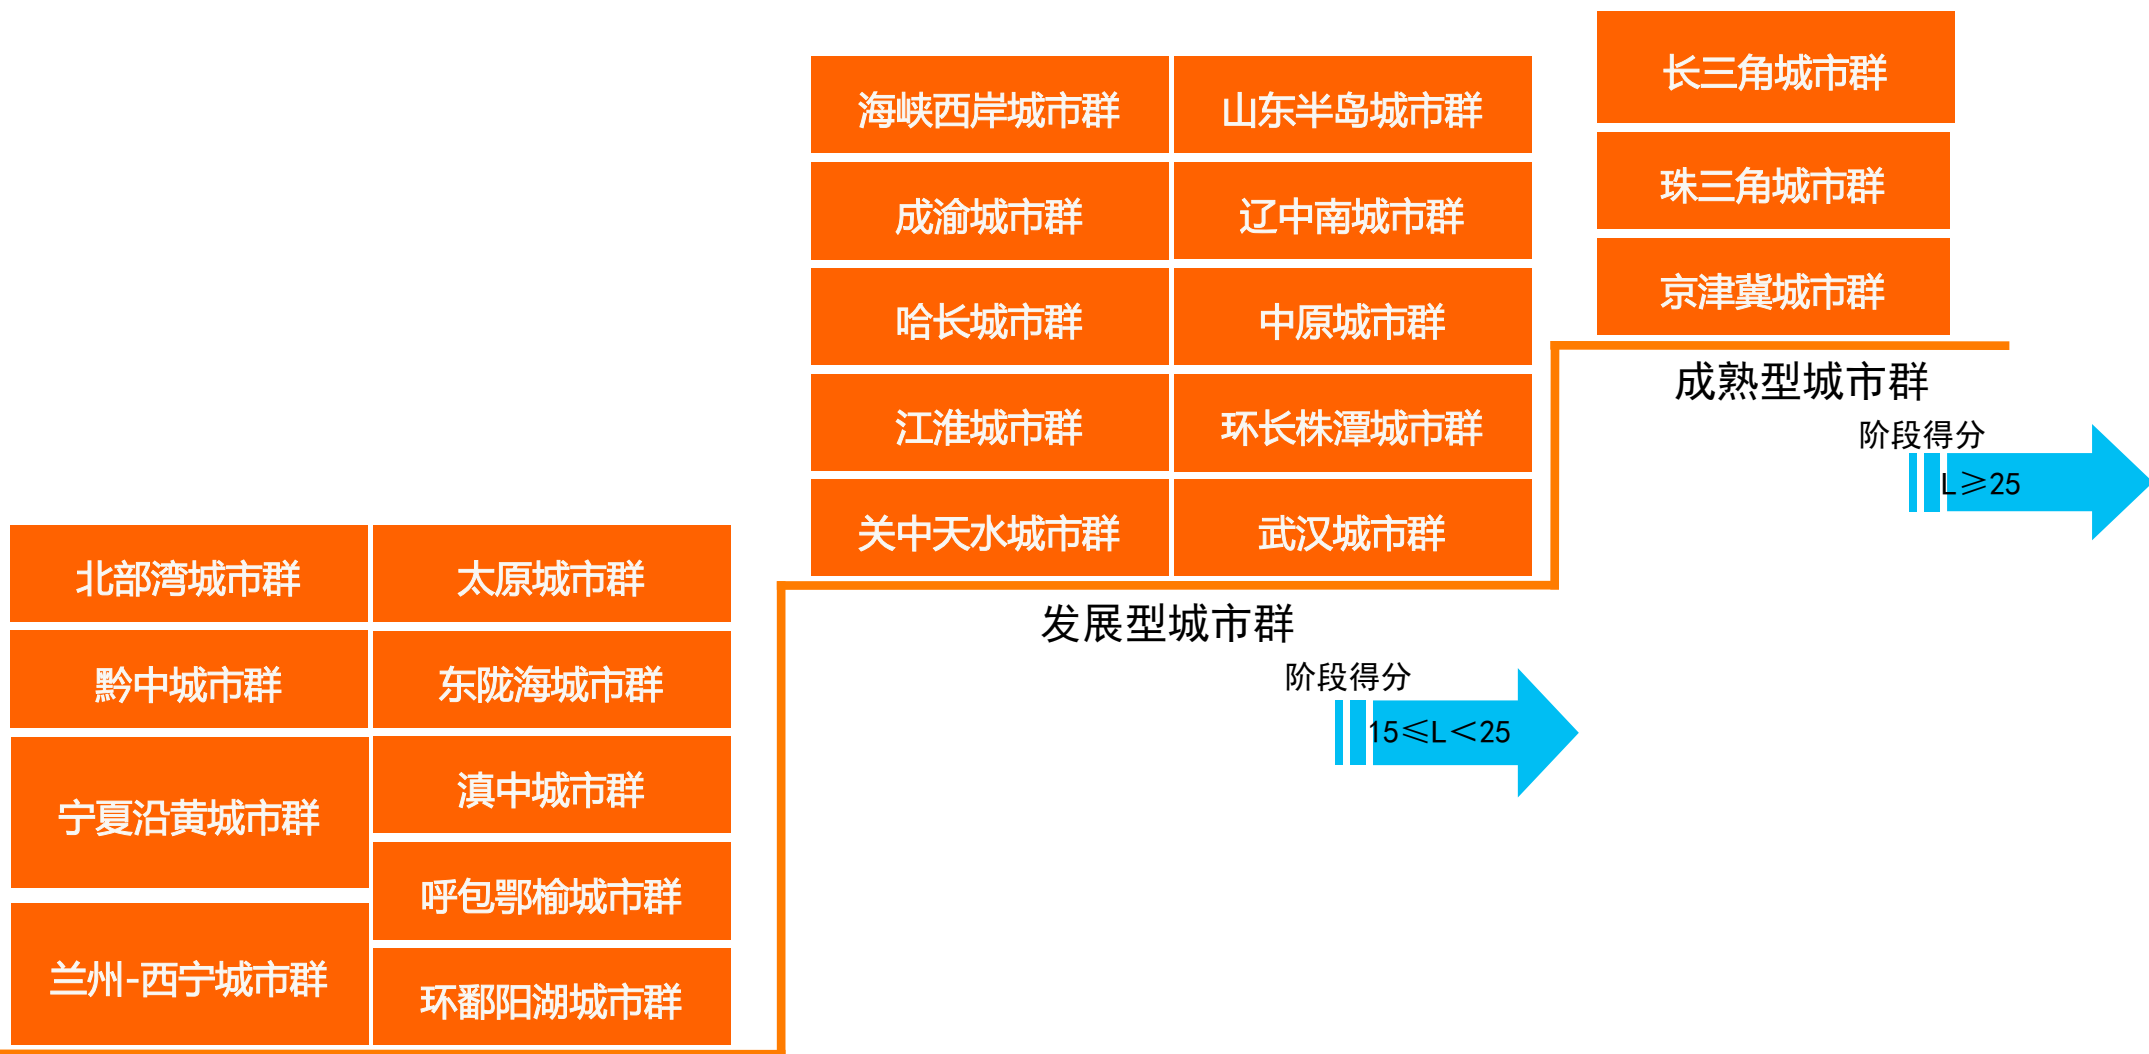 长三角城市群
珠三角城市群
京津冀城市群
成熟型城市群
阶段得分
L≥25
海峡西岸城市群
山东半岛城市群
成渝城市群
辽中南城市群
哈长城市群
中原城市群
江淮城市群
环长株潭城市群
关中天水城市群
武汉城市群
发展型城市群
阶段得分
15≤L<25
北部湾城市群
太原城市群
黔中城市群
东陇海城市群
宁夏沿黄城市群
滇中城市群
呼包鄂榆城市群
兰州-西宁城市群
环鄱阳湖城市群